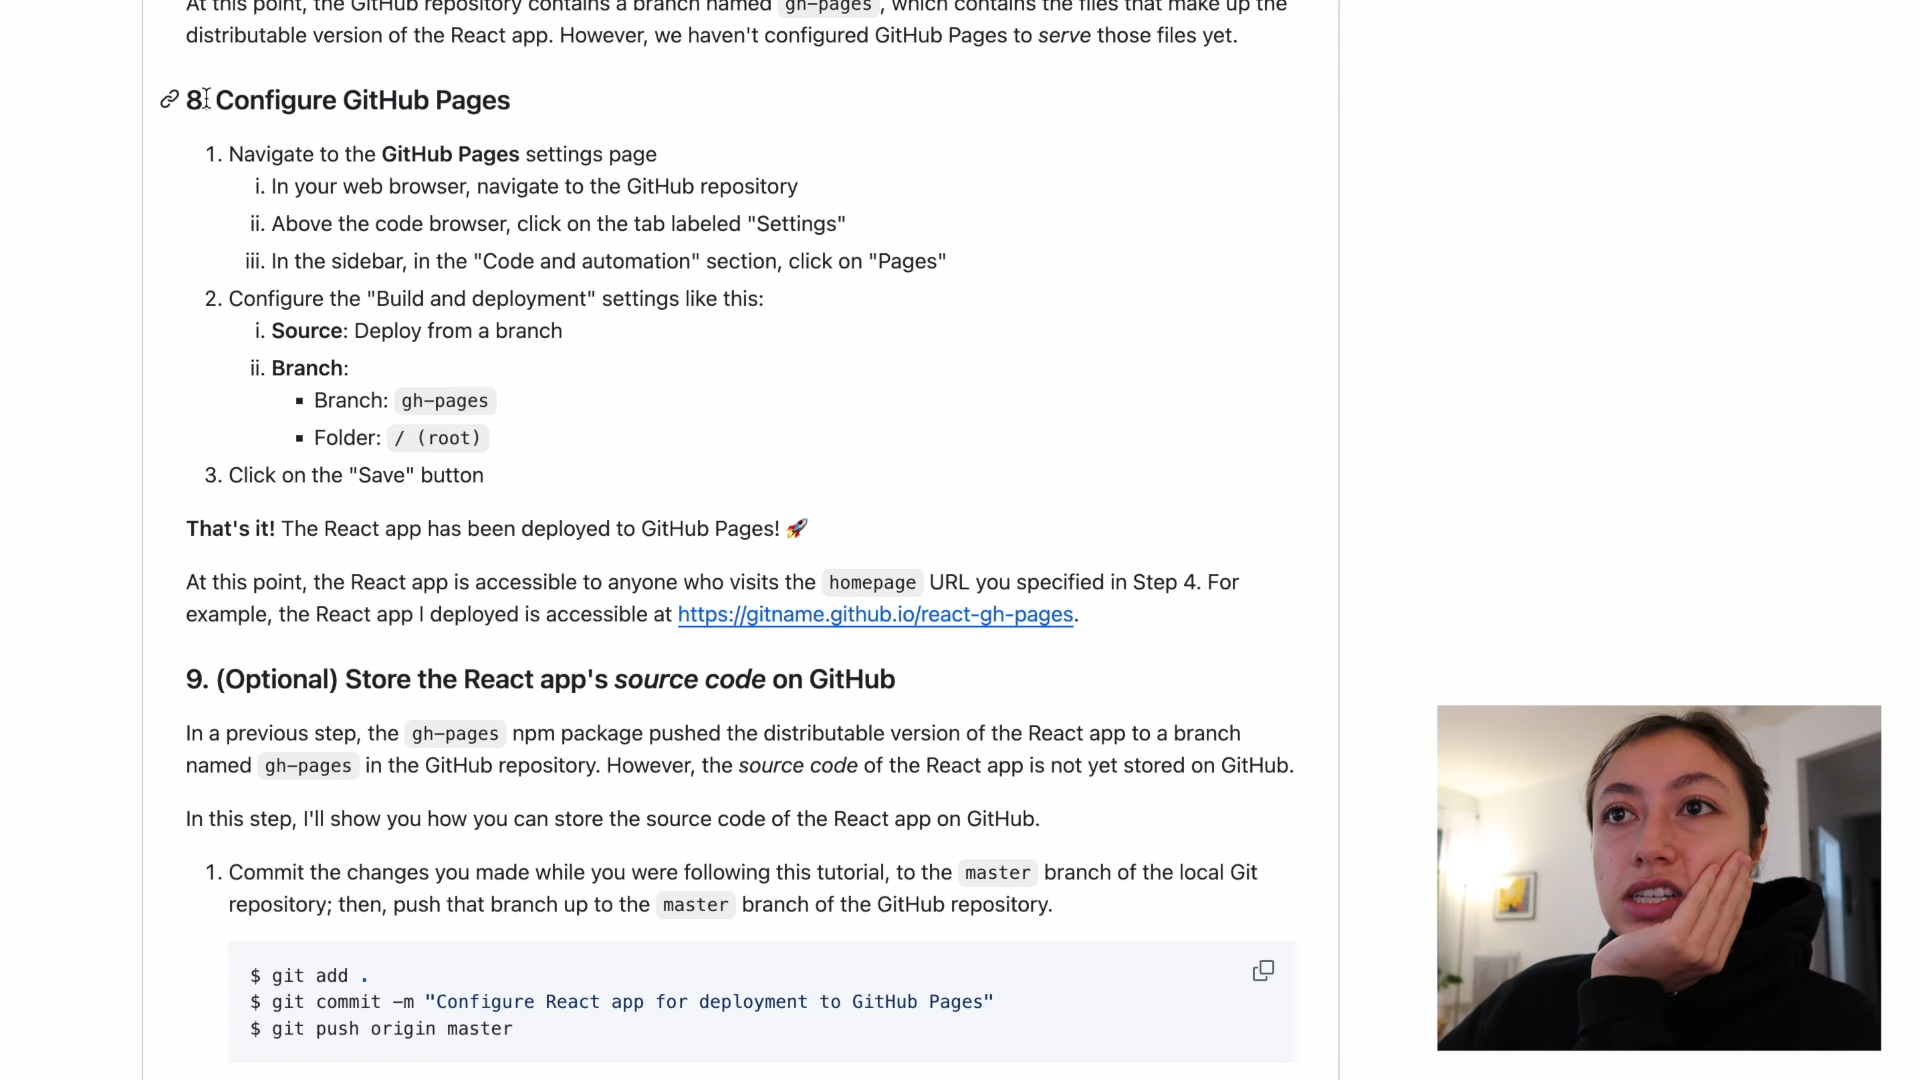 At this point, the GitHub repository contains a branch named gh-pages, which contains the files that make up the
distributable version of the React app. However, we haven't configured GitHub Pages to serve those files yet.
8. Configure GitHub Pages
1. Navigate to the GitHub Pages settings page
i. In your web browser, navigate to the GitHub repository
ii. Above the code browser, click on the tab labeled "Settings"
iii. In the sidebar, in the "Code and automation" section, click on "Pages"
2. Configure the "Build and deployment" settings like this:
i. Source: Deploy from a branch
ii. Branch:
▪ Branch: gh-pages
▪ Folder: / (root)
3. Click on the "Save" button
That's it! The React app has been deployed to GitHub Pages! 🚀
At this point, the React app is accessible to anyone who visits the homepage URL you specified in Step 4. For
example, the React app I deployed is accessible at https://gitname.github.io/react-gh-pages.
9. (Optional) Store the React app's source code on GitHub
In a previous step, the gh-pages npm package pushed the distributable version of the React app to a branch
named gh-pages in the GitHub repository. However, the source code of the React app is not yet stored on GitHub.
In this step, I'll show you how you can store the source code of the React app on GitHub.
1. Commit the changes you made while you were following this tutorial, to the master branch of the local Git
repository; then, push that branch up to the master branch of the GitHub repository.
$ git add .
$ git commit -m "Configure React app for deployment to GitHub Pages"
$ git push origin master